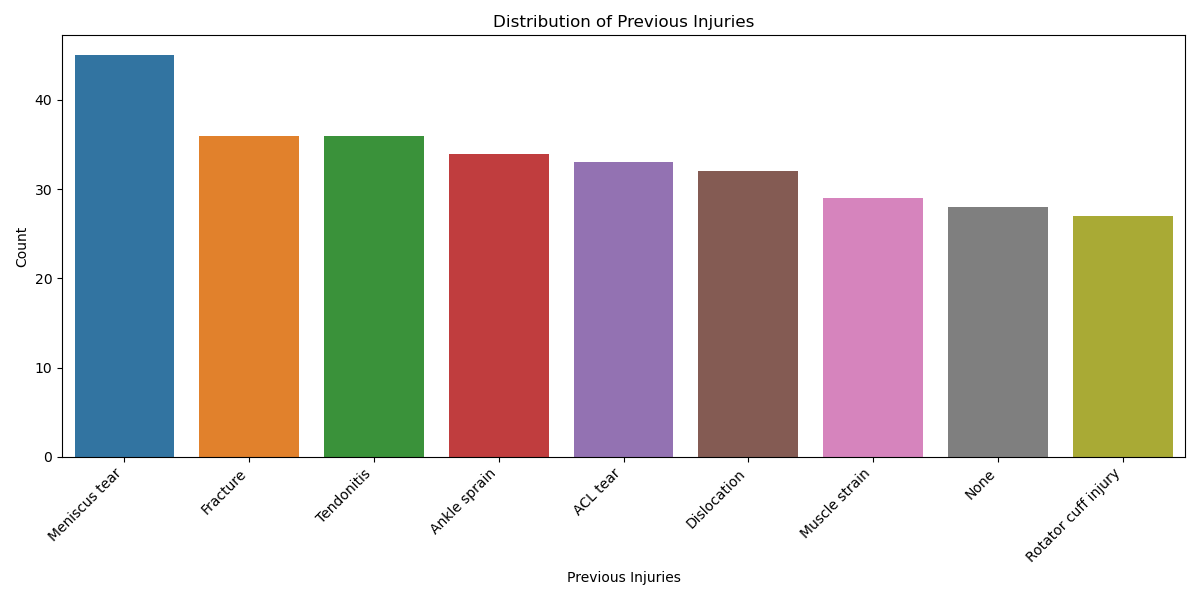 Distribution of Previous Injuries
Count
40
30
20
10
0
Meniscus tear
Fracture
Tendonitis
Ankle sprain
ACL tear
Dislocation
Muscle strain
None
Rotator cuff injury
Previous Injuries